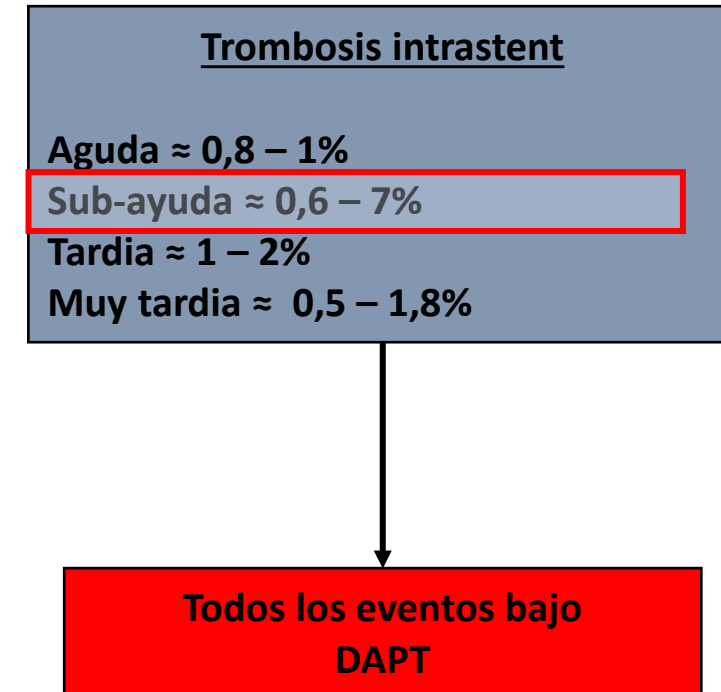 Trombosis intrastent
Aguda ≈ 0,8 – 1%
Sub-ayuda ≈ 0,6 – 7%
Tardia ≈ 1 – 2%
Muy tardia ≈ 0,5 – 1,8%
Todos los eventos bajo
DAPT